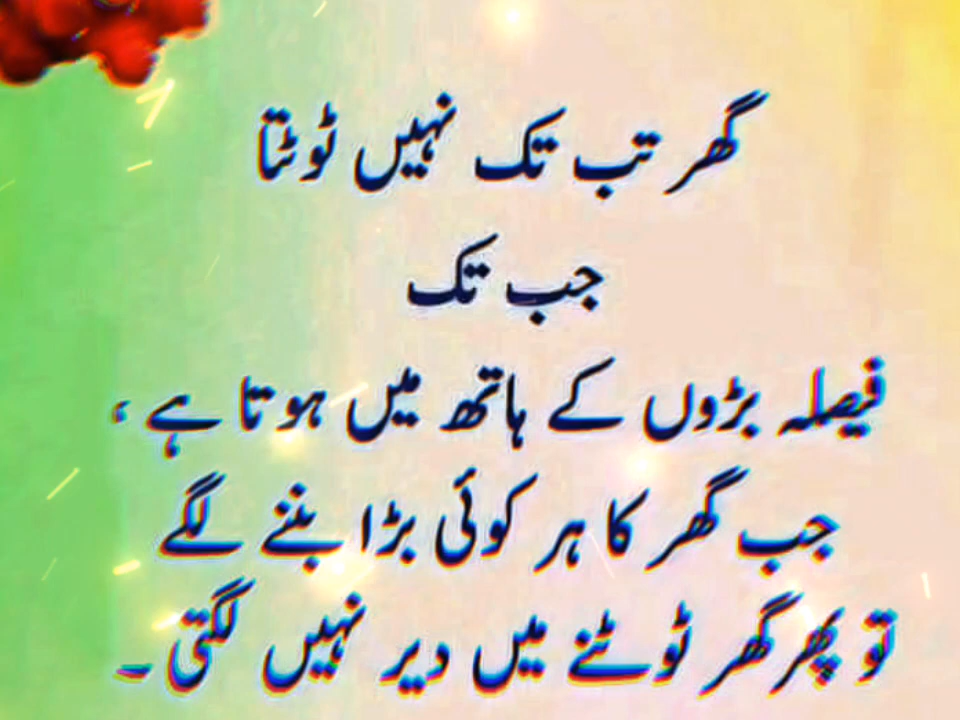 گھر تب تک نہیں ٹوٹتا
جب تک
فیصلہ بڑوں کے ہاتھ میں ہوتا ہے ،
جب گھر کا ہر کوئی بڑا بننے لگے
تو پھر گھر ٹوٹنے میں دیر نہیں لگتی ۔